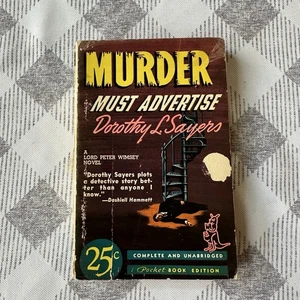 MURDER
MUST ADVERTISE
Dorothy L. Sayers
A
LORD PETER WIMSEY
NOVEL
"Dorothy Sayers plots
a detective story bet-
ter than anyone I
know."—Dashiell Hammett
25c
COMPLETE AND UNABRIDGED
A Pocket BOOK EDITION